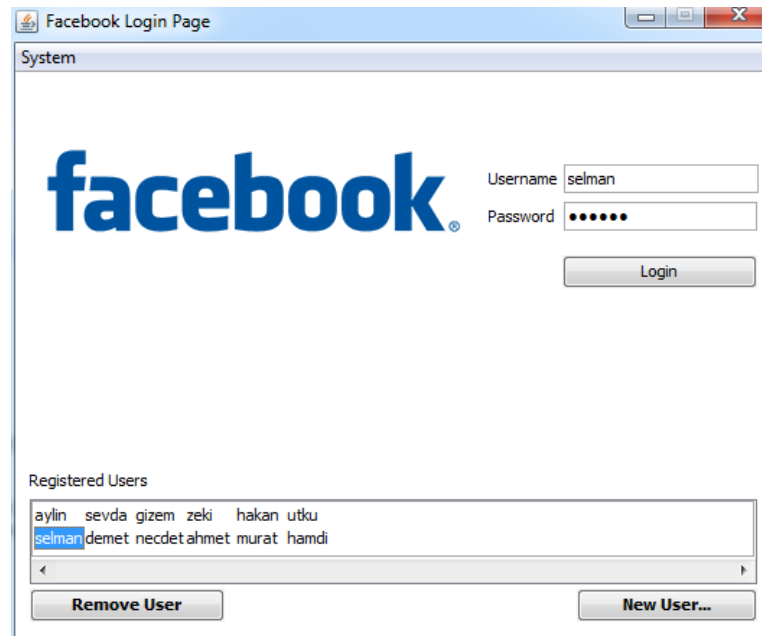 Facebook Login Page
System
facebook®
Username selman
Password ••••••
Login
Registered Users
aylin sevda gizem zeki hakan utku
selman demet necdet ahmet murat hamdi
Remove User New User...